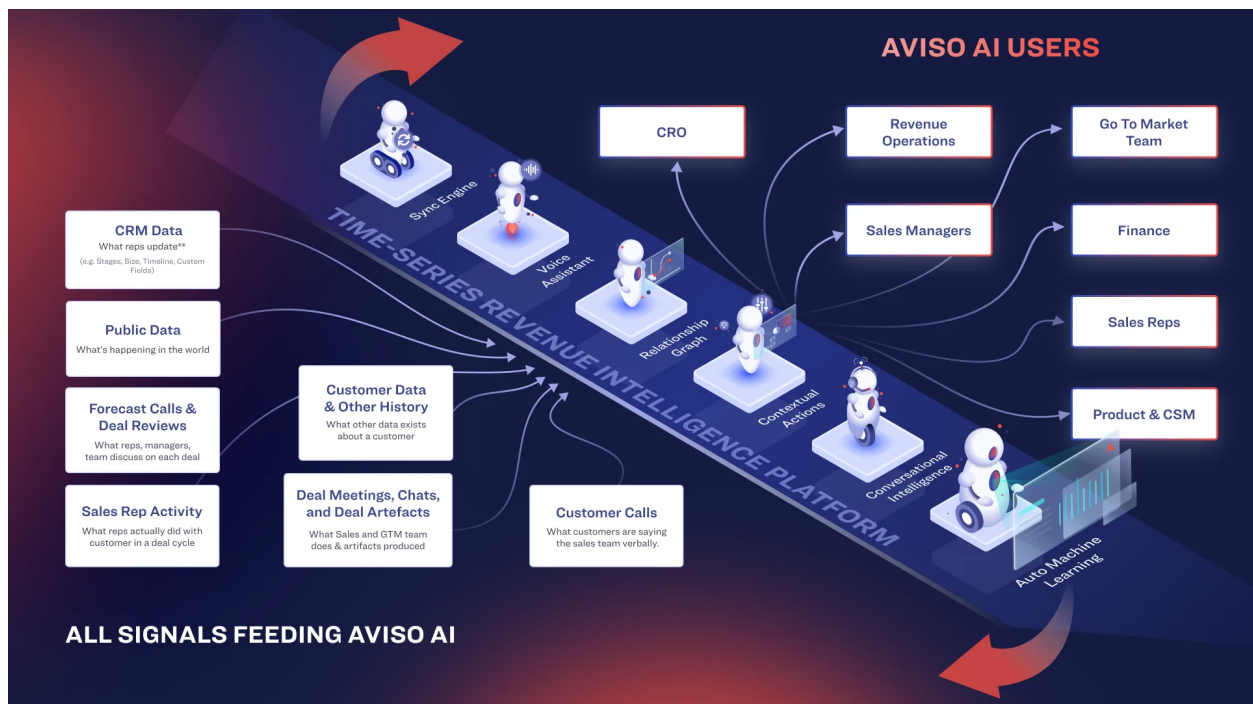 AVISO AI USERS
CRO
Revenue
Operations
Go To Market
Team
Sales Managers
Finance
Sales Reps
Product & CSM
Sync Engine
Voice
Assistant
Relationship
Graph
Contextual
Actions
Conversational
Intelligence
Auto Machine
Learning
TIME-SERIES REVENUE INTELLIGENCE PLATFORM
CRM Data
What reps update**
(e.g. Stages, Size, Timeline, Custom
Fields)
Public Data
What's happening in the world
Forecast Calls &
Deal Reviews
What reps, managers,
team discuss on each deal
Sales Rep Activity
What reps actually did with
customer in a deal cycle
Customer Data
& Other History
What other data exists
about a customer
Deal Meetings, Chats,
and Deal Artefacts
What Sales and GTM team
does & artifacts produced
Customer Calls
What customers are saying
the sales team verbally.
ALL SIGNALS FEEDING AVISO AI